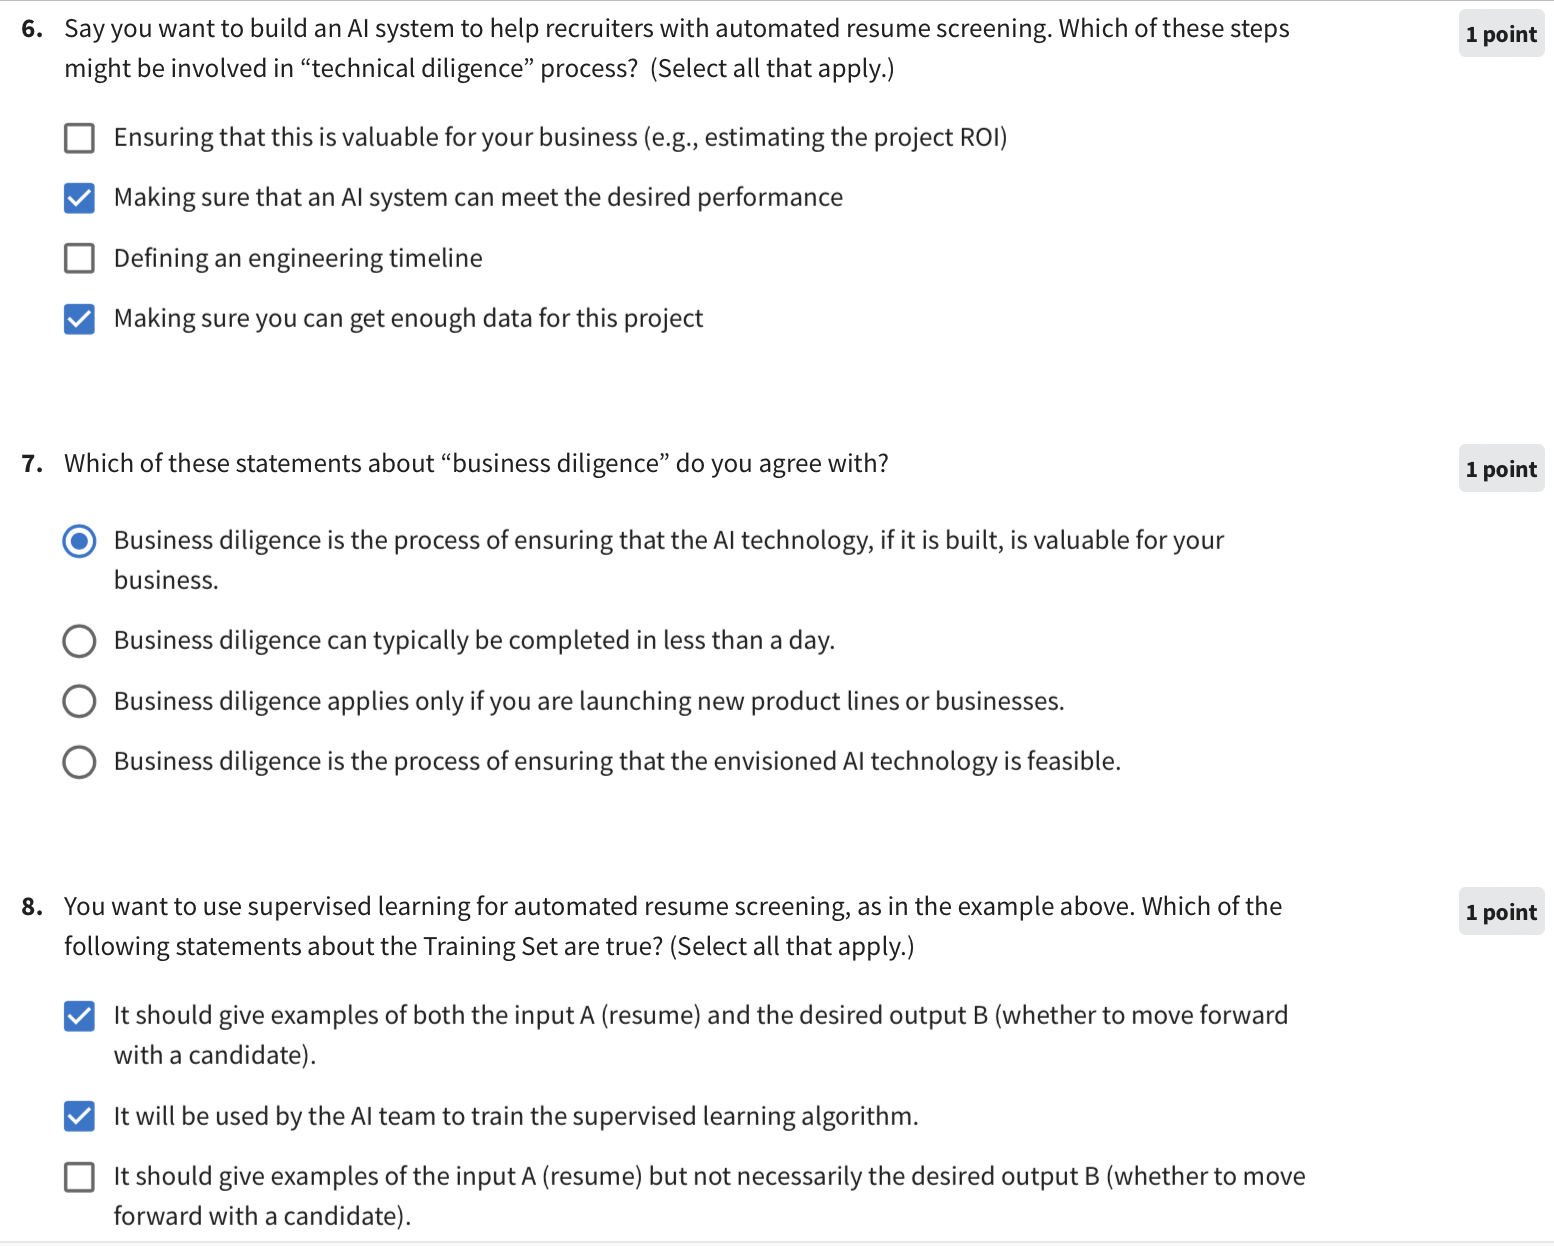 6. Say you want to build an AI system to help recruiters with automated resume screening. Which of these steps
1 point
might be involved in “technical diligence” process?  (Select all that apply.)
Ensuring that this is valuable for your business (e.g., estimating the project ROI)
Making sure that an AI system can meet the desired performance
Defining an engineering timeline
Making sure you can get enough data for this project
7. Which of these statements about “business diligence” do you agree with?
1 point
Business diligence is the process of ensuring that the AI technology, if it is built, is valuable for your
business.
Business diligence can typically be completed in less than a day.
Business diligence applies only if you are launching new product lines or businesses.
Business diligence is the process of ensuring that the envisioned AI technology is feasible.
8. You want to use supervised learning for automated resume screening, as in the example above. Which of the
1 point
following statements about the Training Set are true? (Select all that apply.)
It should give examples of both the input A (resume) and the desired output B (whether to move forward
with a candidate).
It will be used by the AI team to train the supervised learning algorithm.
It should give examples of the input A (resume) but not necessarily the desired output B (whether to move
forward with a candidate).